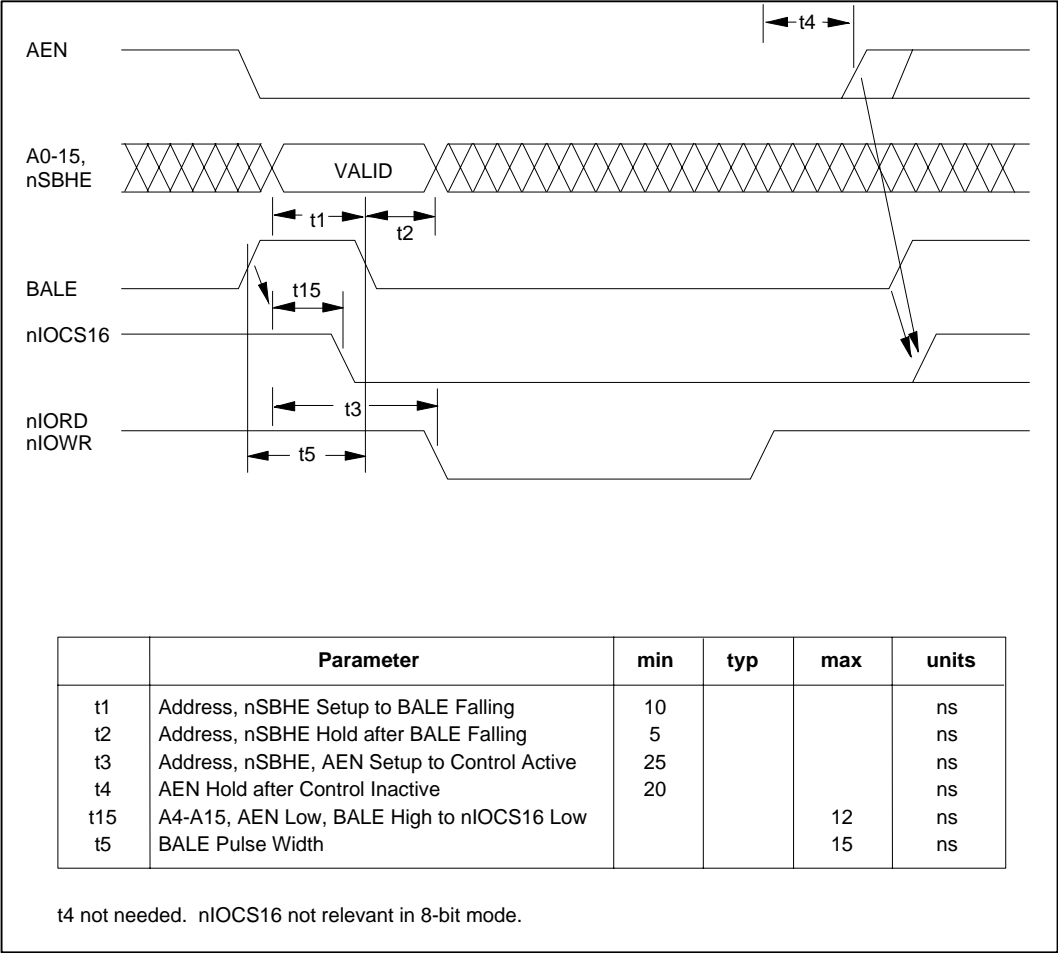 t4
AEN
A0-15,
nSBHE
VALID
t1
t2
BALE
t15
nIOCS16
t3
nIORD
nIOWR
t5
Parameter min typ max units
t1 Address, nSBHE Setup to BALE Falling 10 ns
t2 Address, nSBHE Hold after BALE Falling 5 ns
t3 Address, nSBHE, AEN Setup to Control Active 25 ns
t4 AEN Hold after Control Inactive 20 ns
t15 A4-A15, AEN Low, BALE High to nIOCS16 Low 12 ns
t5 BALE Pulse Width 15 ns
t4 not needed. nIOCS16 not relevant in 8-bit mode.